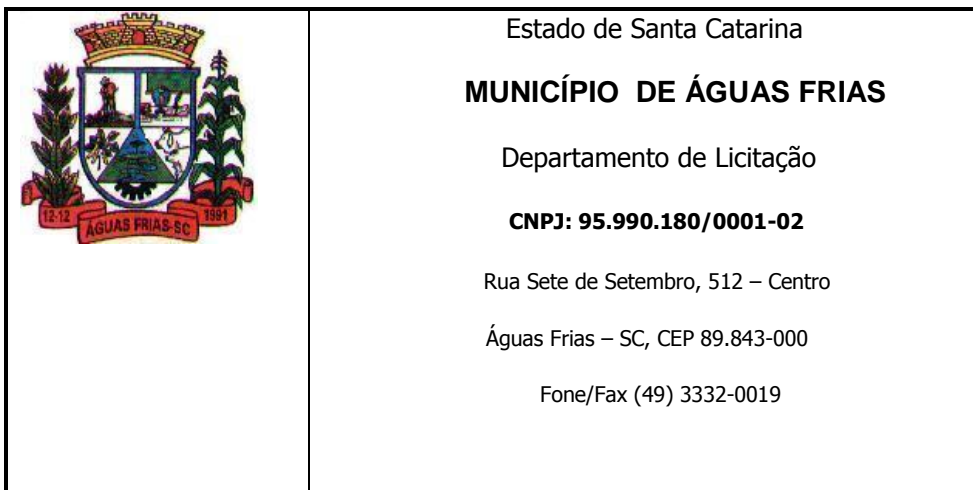 Estado de Santa Catarina
MUNICÍPIO DE ÁGUAS FRIAS
Departamento de Licitação
CNPJ: 95.990.180/0001-02
Rua Sete de Setembro, 512 – Centro
Águas Frias – SC, CEP 89.843-000
Fone/Fax (49) 3332-0019
12-12
ÁGUAS FRIAS-SC
1991